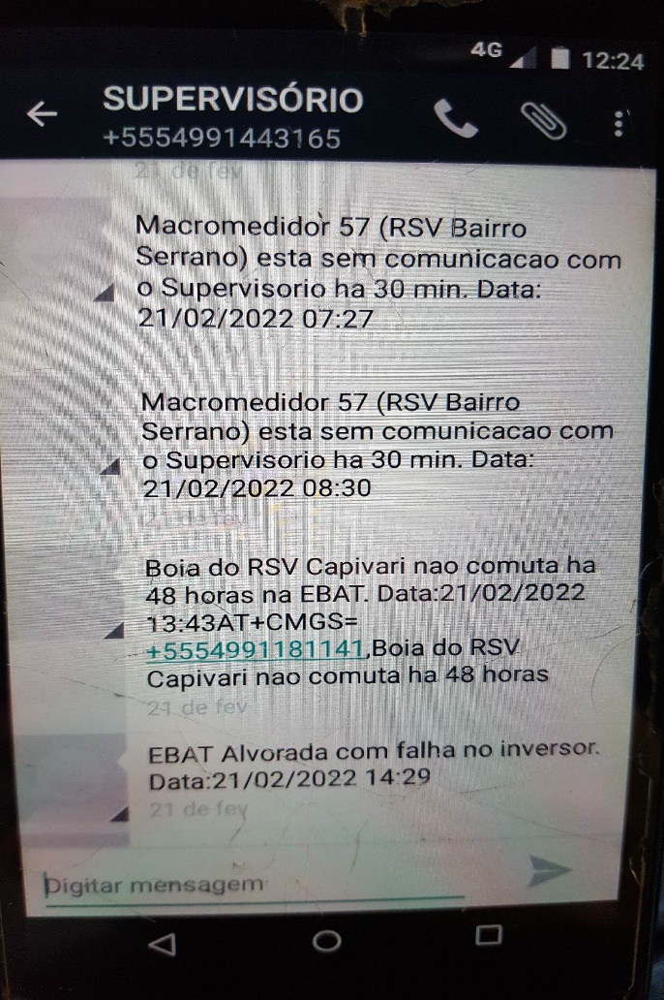 4G 12:24
SUPERVISÓRIO
+5554991443165
21 de fev
Macromedidor 57 (RSV Bairro
Serrano) esta sem comunicacao com
o Supervisorio ha 30 min. Data:
21/02/2022 07:27
Macromedidor 57 (RSV Bairro
Serrano) esta sem comunicacao com
o Supervisorio ha 30 min. Data:
21/02/2022 08:30
21 de fev
Boia do RSV Capivari nao comuta ha
48 horas na EBAT. Data:21/02/2022
13:43AT+CMGS=
+5554991181141,Boia do RSV
Capivari nao comuta ha 48 horas
21 de fev
EBAT Alvorada com falha no inversor.
Data:21/02/2022 14:29
21 de fev
Digitar mensagem